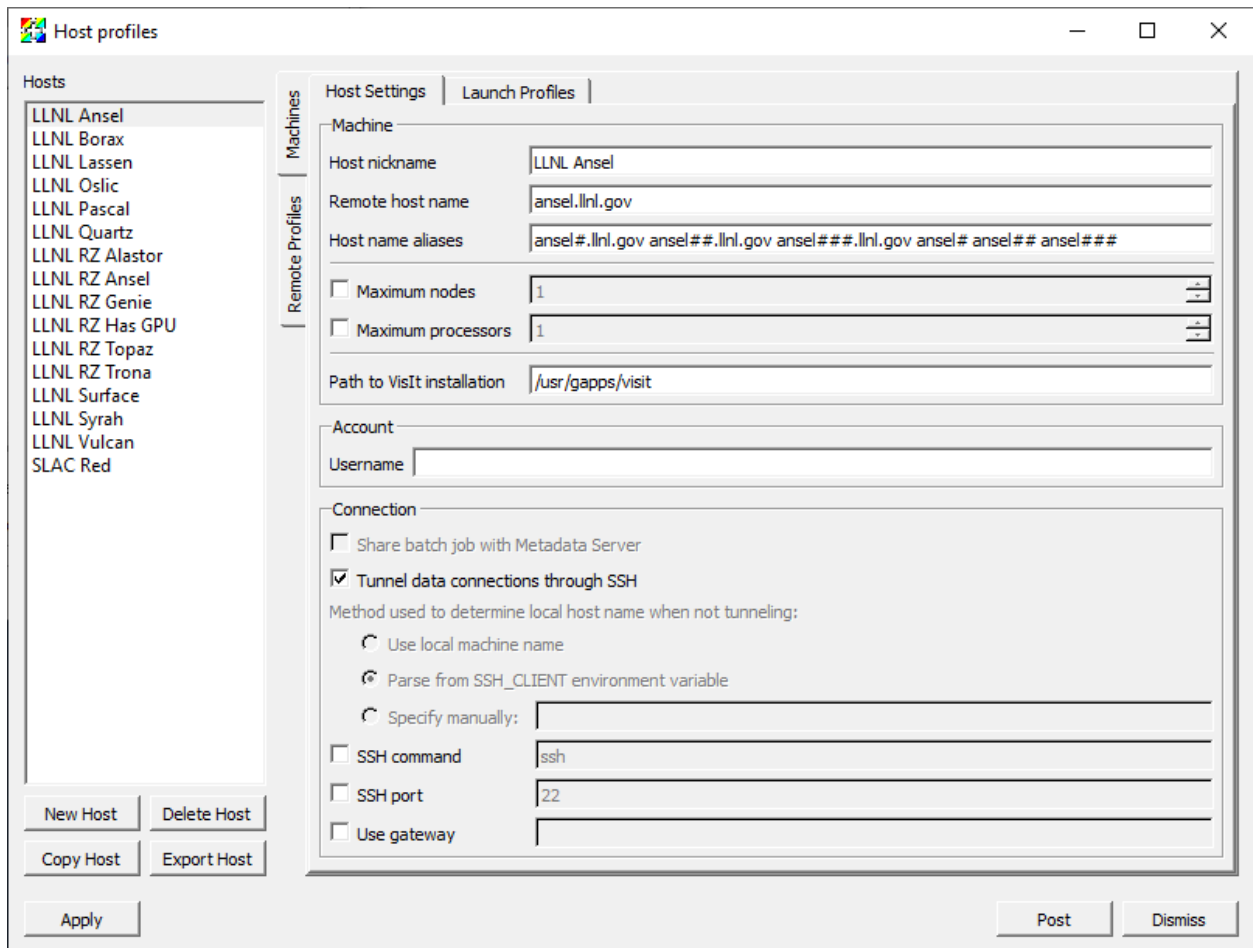 Host profiles
Hosts
LLNL Ansel
LLNL Borax
LLNL Lassen
LLNL Oslic
LLNL Pascal
LLNL Quartz
LLNL RZ Alastor
LLNL RZ Ansel
LLNL RZ Genie
LLNL RZ Has GPU
LLNL RZ Topaz
LLNL RZ Trona
LLNL Surface
LLNL Syrah
LLNL Vulcan
SLAC Red
New Host Delete Host
Copy Host Export Host
Machines
Remote Profiles
Host Settings Launch Profiles
Machine
Host nickname LLNL Ansel
Remote host name ansel.llnl.gov
Host name aliases ansel#.llnl.gov ansel##.llnl.gov ansel###.llnl.gov ansel# ansel## ansel###
Maximum nodes 1
Maximum processors 1
Path to VisIt installation /usr/gapps/visit
Account
Username
Connection
Share batch job with Metadata Server
Tunnel data connections through SSH
Method used to determine local host name when not tunneling:
Use local machine name
Parse from SSH_CLIENT environment variable
Specify manually:
SSH command ssh
SSH port 22
Use gateway
Apply Post Dismiss